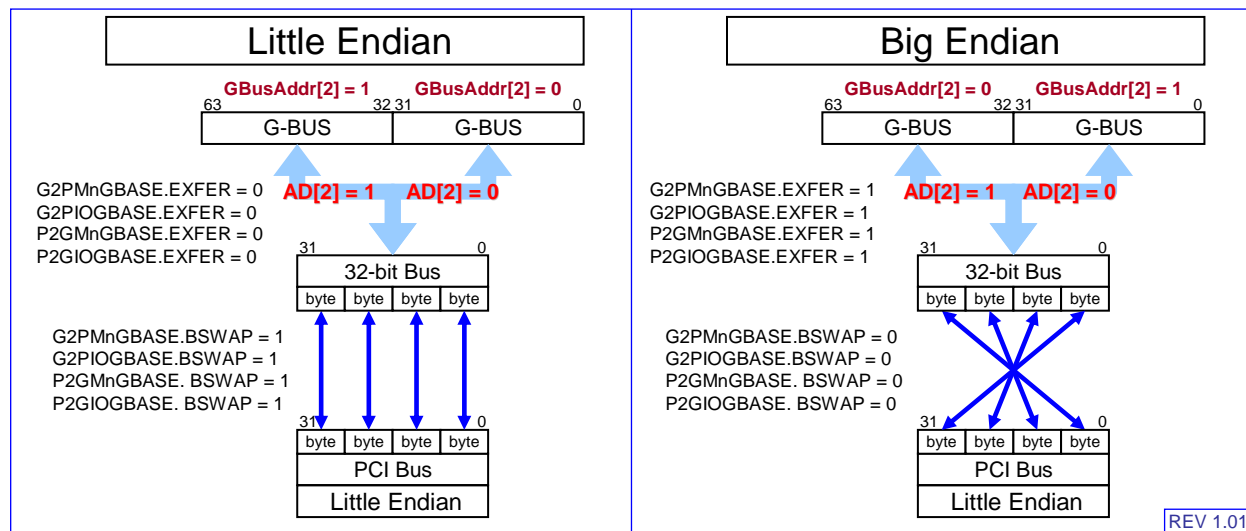 Little Endian
GBusAddr[2] = 1 GBusAddr[2] = 0
63 32 31 0
G-BUS G-BUS
AD[2] = 1 AD[2] = 0
G2PMnGBASE.EXFER = 0
G2PIOGBASE.EXFER = 0
P2GMnGBASE.EXFER = 0
P2GIOGBASE.EXFER = 0
31 0
32-bit Bus
byte byte byte byte
G2PMnGBASE.BSWAP = 1
G2PIOGBASE.BSWAP = 1
P2GMnGBASE. BSWAP = 1
P2GIOGBASE. BSWAP = 1
31 0
byte byte byte byte
PCI Bus
Little Endian
Big Endian
GBusAddr[2] = 0 GBusAddr[2] = 1
63 32 31 0
G-BUS G-BUS
AD[2] = 1 AD[2] = 0
G2PMnGBASE.EXFER = 1
G2PIOGBASE.EXFER = 1
P2GMnGBASE.EXFER = 1
P2GIOGBASE.EXFER = 1
31 0
32-bit Bus
byte byte byte byte
G2PMnGBASE.BSWAP = 0
G2PIOGBASE.BSWAP = 0
P2GMnGBASE. BSWAP = 0
P2GIOGBASE. BSWAP = 0
31 0
byte byte byte byte
PCI Bus
Little Endian
REV 1.01